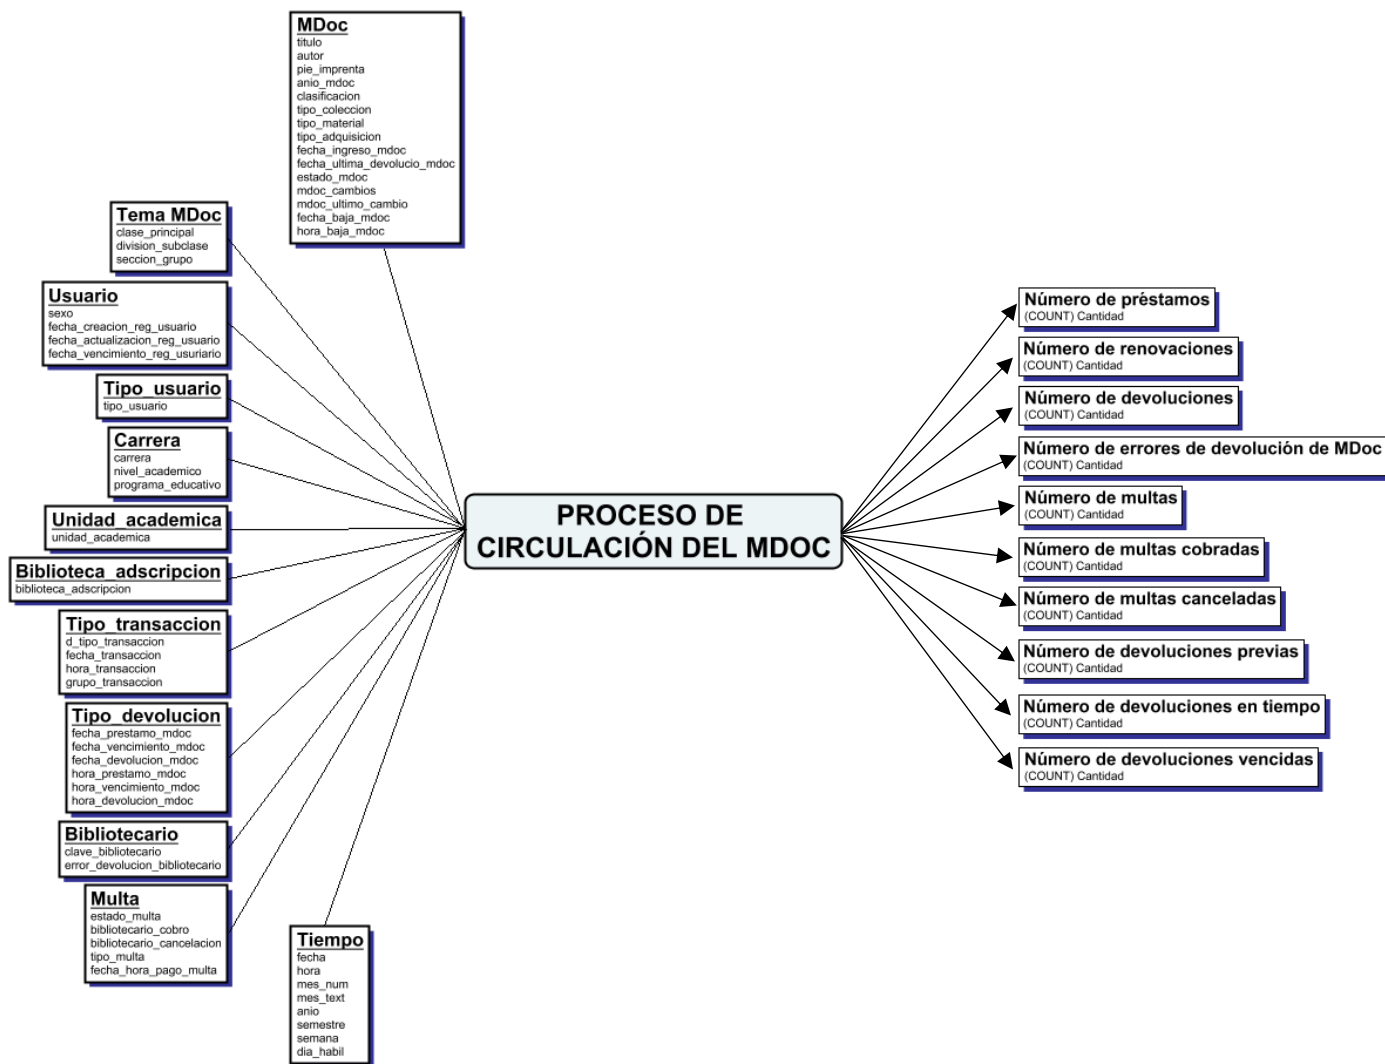 MDoc
titulo
autor
pie_imprenta
anio_mdoc
clasificacion
tipo_coleccion
tipo_material
tipo_adquisicion
fecha_ingreso_mdoc
fecha_ultima_devolucio_mdoc
estado_mdoc
mdoc_cambios
mdoc_ultimo_cambio
fecha_baja_mdoc
hora_baja_mdoc
Tema MDoc
clase_principal
division_subclase
seccion_grupo
Usuario
sexo
fecha_creacion_reg_usuario
fecha_actualizacion_reg_usuario
fecha_vencimiento_reg_usuriario
Tipo_usuario
tipo_usuario
Carrera
carrera
nivel_academico
programa_educativo
Unidad_academica
unidad_academica
Biblioteca_adscripcion
biblioteca_adscripcion
Tipo_transaccion
d_tipo_transaccion
fecha_transaccion
hora_transaccion
grupo_transaccion
Tipo_devolucion
fecha_prestamo_mdoc
fecha_vencimiento_mdoc
fecha_devolucion_mdoc
hora_prestamo_mdoc
hora_vencimiento_mdoc
hora_devolucion_mdoc
Bibliotecario
clave_bibliotecario
error_devolucion_bibliotecario
Multa
estado_multa
bibliotecario_cobro
bibliotecario_cancelacion
tipo_multa
fecha_hora_pago_multa
Tiempo
fecha
hora
mes_num
mes_text
anio
semestre
semana
dia_habil
PROCESO DE
CIRCULACIÓN DEL MDOC
Número de préstamos
(COUNT) Cantidad
Número de renovaciones
(COUNT) Cantidad
Número de devoluciones
(COUNT) Cantidad
Número de errores de devolución de MDoc
(COUNT) Cantidad
Número de multas
(COUNT) Cantidad
Número de multas cobradas
(COUNT) Cantidad
Número de multas canceladas
(COUNT) Cantidad
Número de devoluciones previas
(COUNT) Cantidad
Número de devoluciones en tiempo
(COUNT) Cantidad
Número de devoluciones vencidas
(COUNT) Cantidad